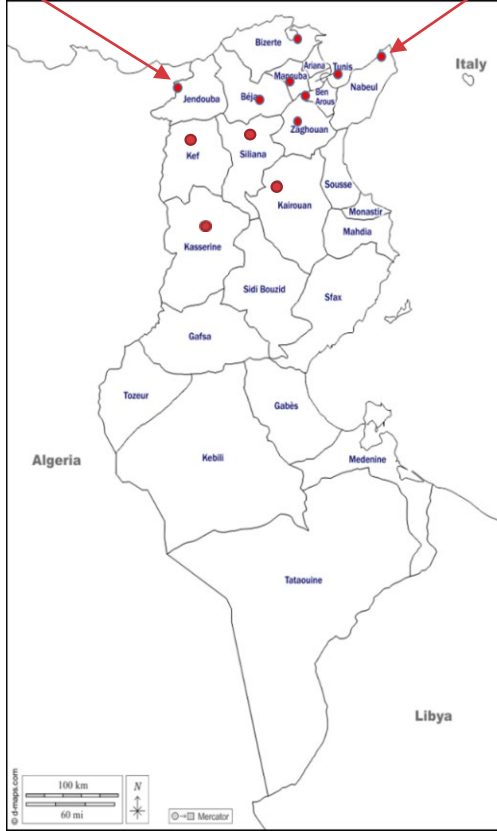 Bizerte
Italy
Ariana
Tunis
Manouba
Nabeul
Jendouba
Béja
Ben
Arous
Zaghouan
Kef
Siliana
Sousse
Kairouan
Monastir
Mahdia
Kasserine
Sidi Bouzid
Sfax
Gafsa
Tozeur
Gabès
Algeria
Kebili
Medenine
Tataouine
Libya
© d-maps.com
100 km
60 mi
N
Mercator